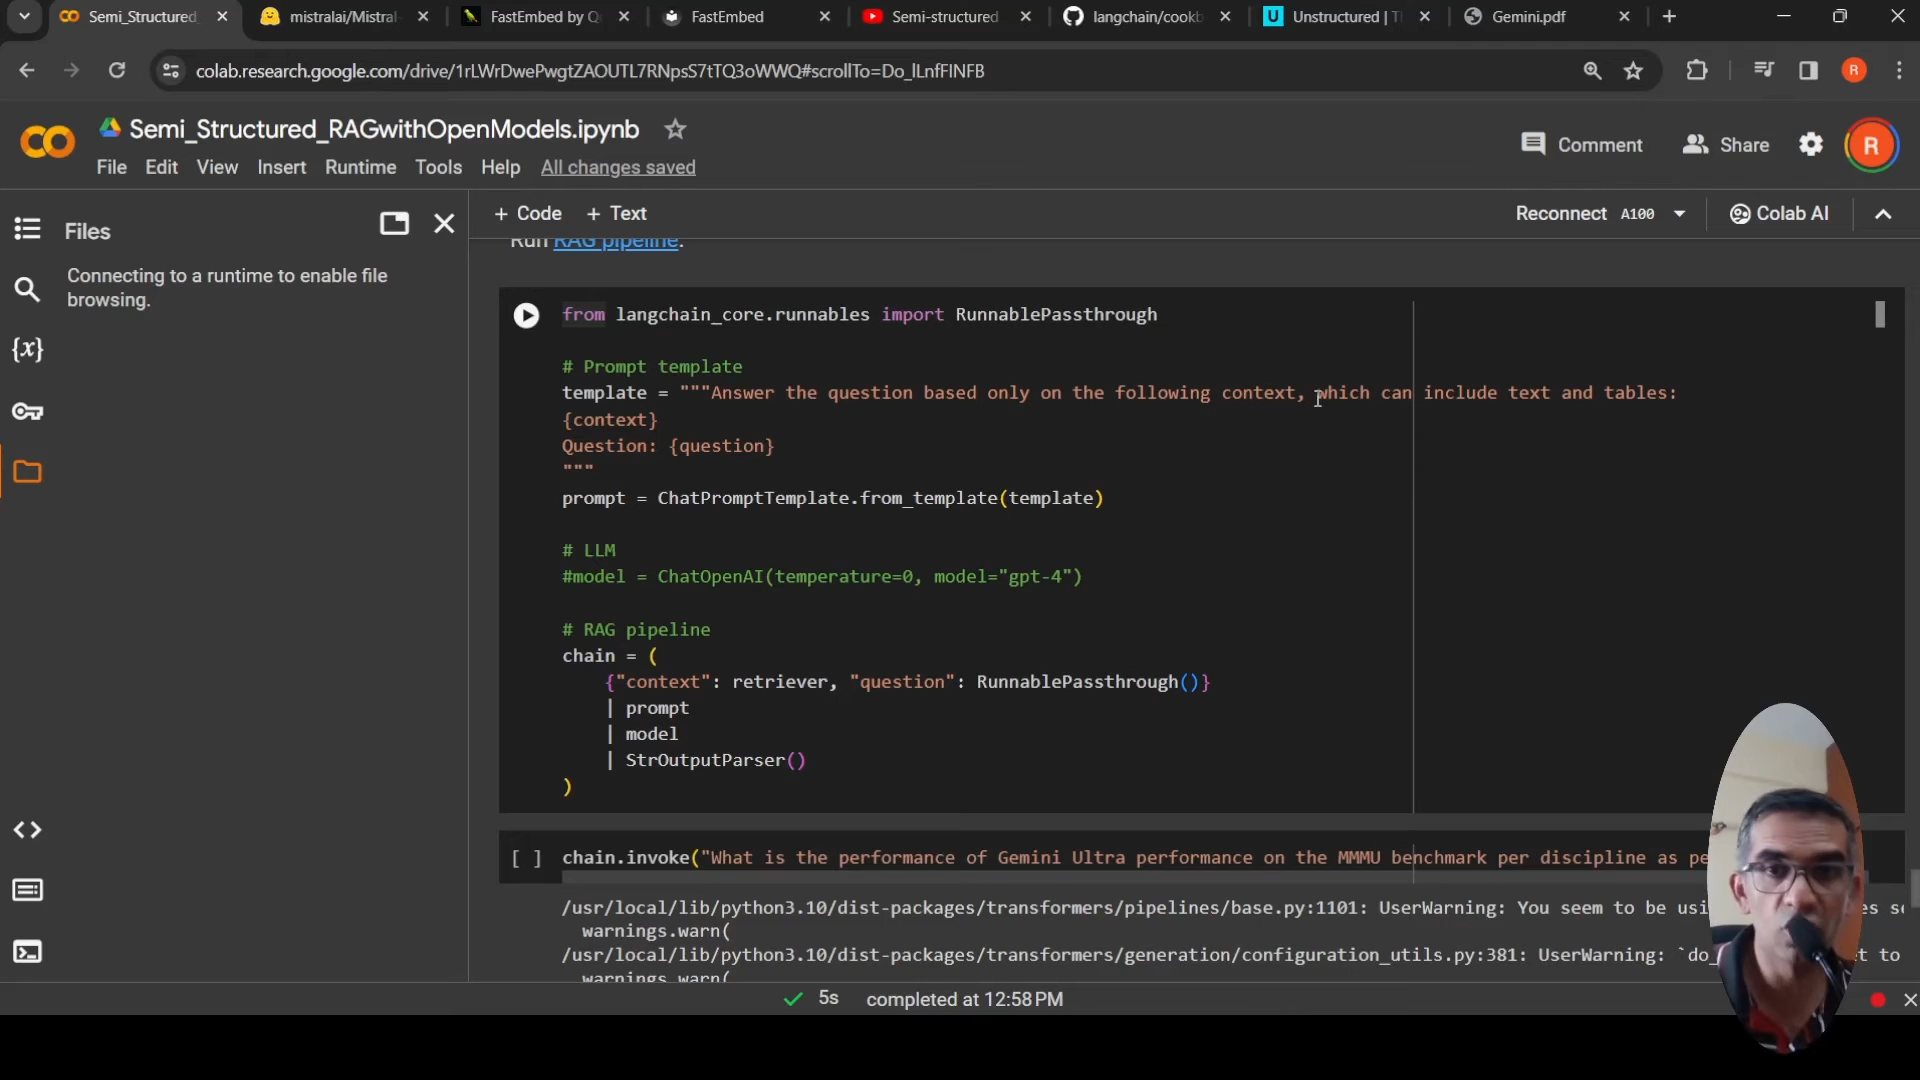 Semi_Structured_
mistralai/Mistral-
FastEmbed by Q
FastEmbed
Semi-structured
langchain/cookb
Unstructured | T
Gemini.pdf
colab.research.google.com/drive/1rLWrDwePwgtZAOUTL7RNpsS7tTQ3oWWQ#scrollTo=Do_lLnfFlNFB
R
Semi_Structured_RAGwithOpenModels.ipynb
Comment
Share
R
File Edit View Insert Runtime Tools Help All changes saved
Files
+ Code + Text
Reconnect A100
Colab AI
Connecting to a runtime to enable file
browsing.
{x}
Run RAG pipeline.
from langchain_core.runnables import RunnablePassthrough
# Prompt template
template = """Answer the question based only on the following context, which can include text and tables:
{context}
Question: {question}
"""
prompt = ChatPromptTemplate.from_template(template)
# LLM
#model = ChatOpenAI(temperature=0, model="gpt-4")
# RAG pipeline
chain = (
{"context": retriever, "question": RunnablePassthrough()}
| prompt
| model
| StrOutputParser()
)
[ ] chain.invoke("What is the performance of Gemini Ultra performance on the MMMU benchmark per discipline as pe
/usr/local/lib/python3.10/dist-packages/transformers/pipelines/base.py:1101: UserWarning: You seem to be usi
warnings.warn(
/usr/local/lib/python3.10/dist-packages/transformers/generation/configuration_utils.py:381: UserWarning: `do_
warnings.warn(
5s completed at 12:58 PM